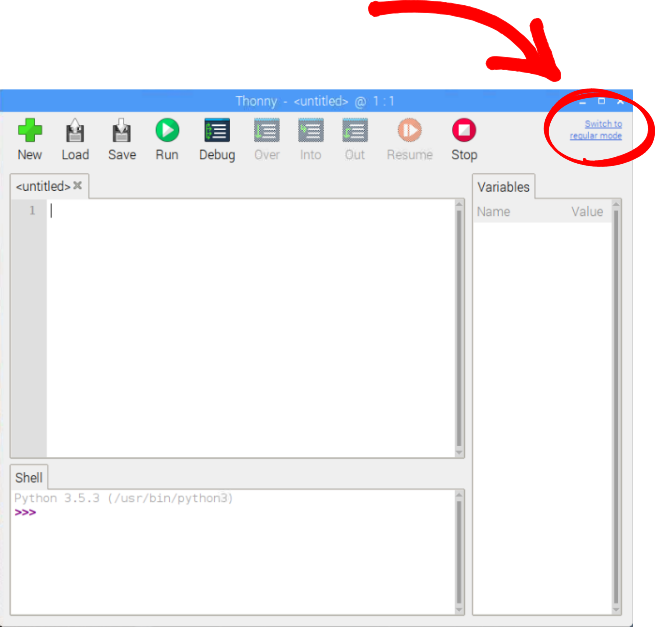 Thonny - <untitled> @ 1 : 1
Switch to
regular mode
New Load Save Run Debug Over Into Out Resume Stop
<untitled>
Variables
1
Name Value
Shell
Python 3.5.3 (/usr/bin/python3)
>>>